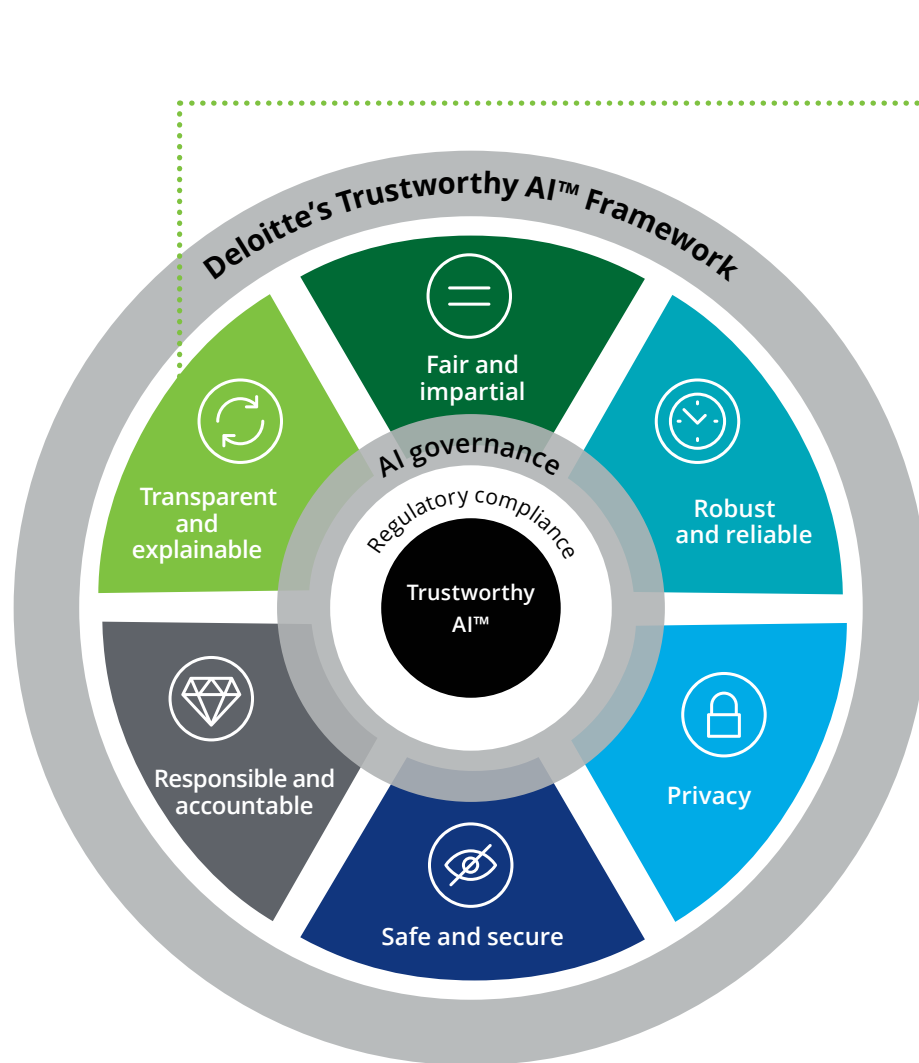 Deloitte’s Trustworthy AI™ Framework
Fair and
impartial
Transparent
and
explainable
Robust
and reliable
AI governance
Regulatory compliance
Trustworthy
AI™
Responsible and
accountable
Privacy
Safe and secure